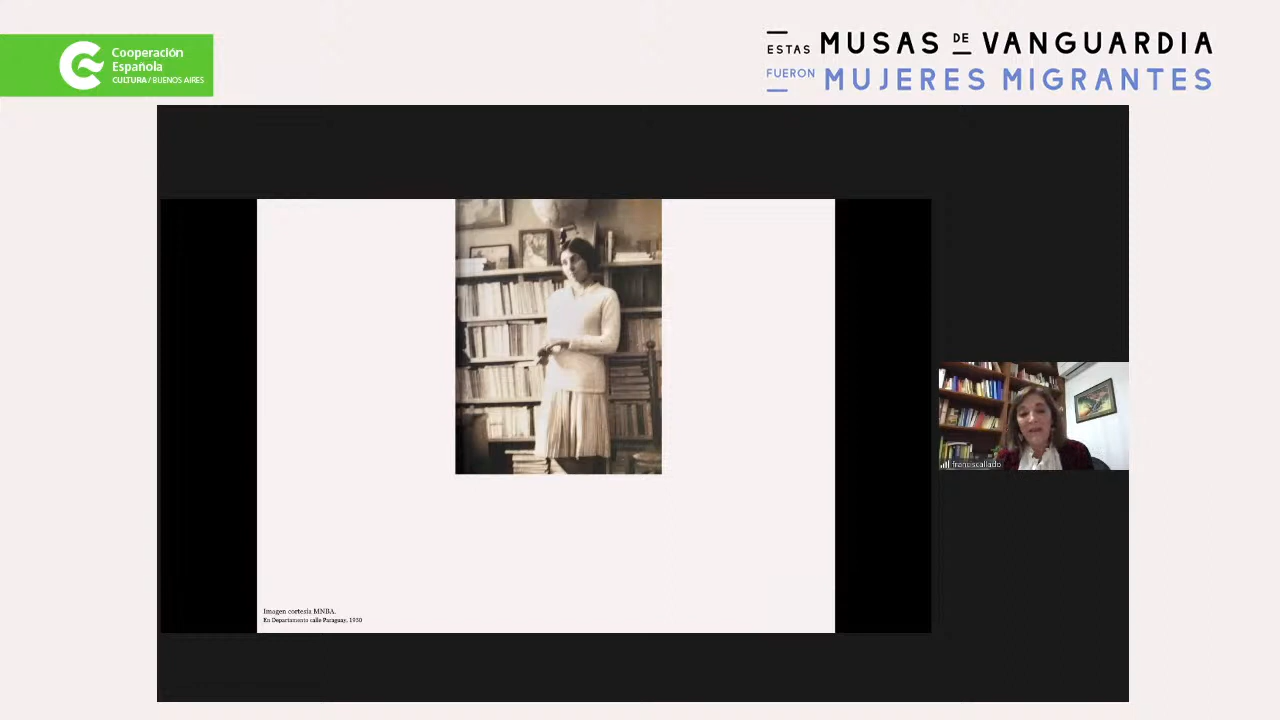 Cooperación
Española
CULTURA / BUENOS AIRES
ESTAS MUSAS DE VANGUARDIA
FUERON MUJERES MIGRANTES
franciscallado
Imagen cortesía MNBA.
En Departamento calle Paraguay, 1930